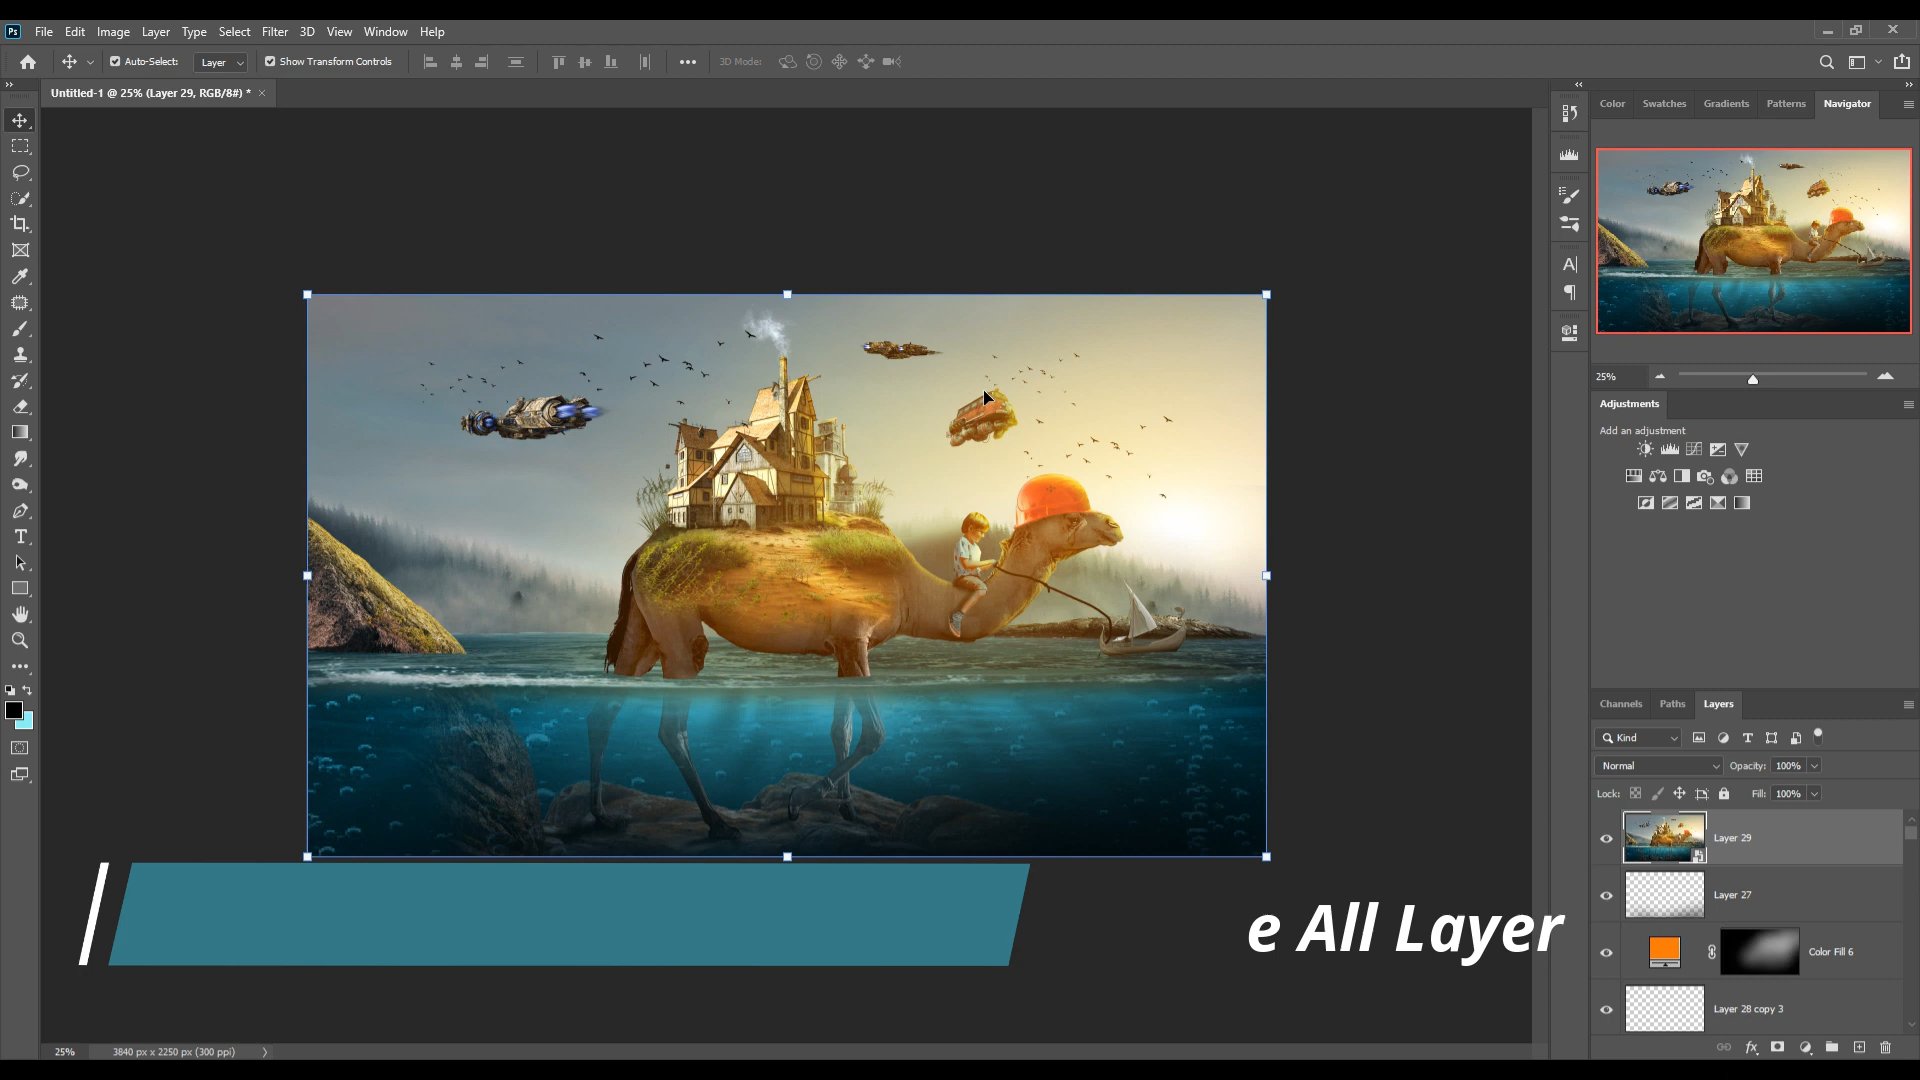 Ps File Edit Image Layer Type Select Filter 3D View Window Help
Auto-Select: Layer Show Transform Controls 3D Mode:
Untitled-1 @ 25% (Layer 29, RGB/8#) *
Color Swatches Gradients Patterns Navigator
25%
Adjustments
Add an adjustment
Channels Paths Layers
Kind
Normal Opacity: 100%
Lock: Fill: 100%
Layer 29
Layer 27
Color Fill 6
Layer 28 copy 3
e All Layer
25% 3840 px x 2250 px (300 ppi)